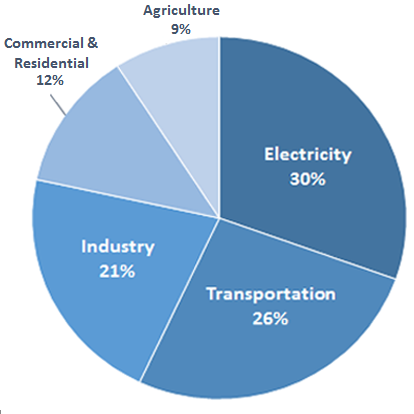 Agriculture
9%
Commercial &
Residential
12%
Electricity
30%
Industry
21%
Transportation
26%